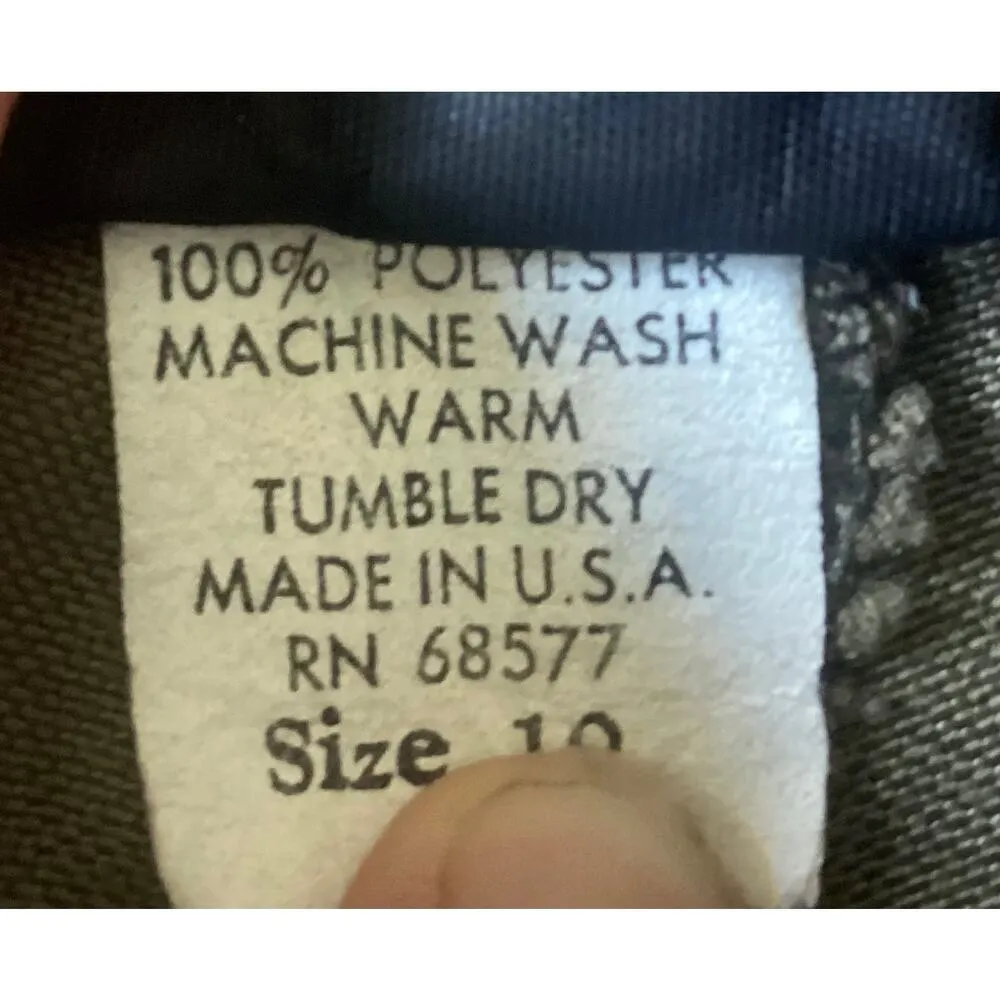 100% POLYESTER
MACHINE WASH
WARM
TUMBLE DRY
MADE IN U.S.A.
RN 68577
Size